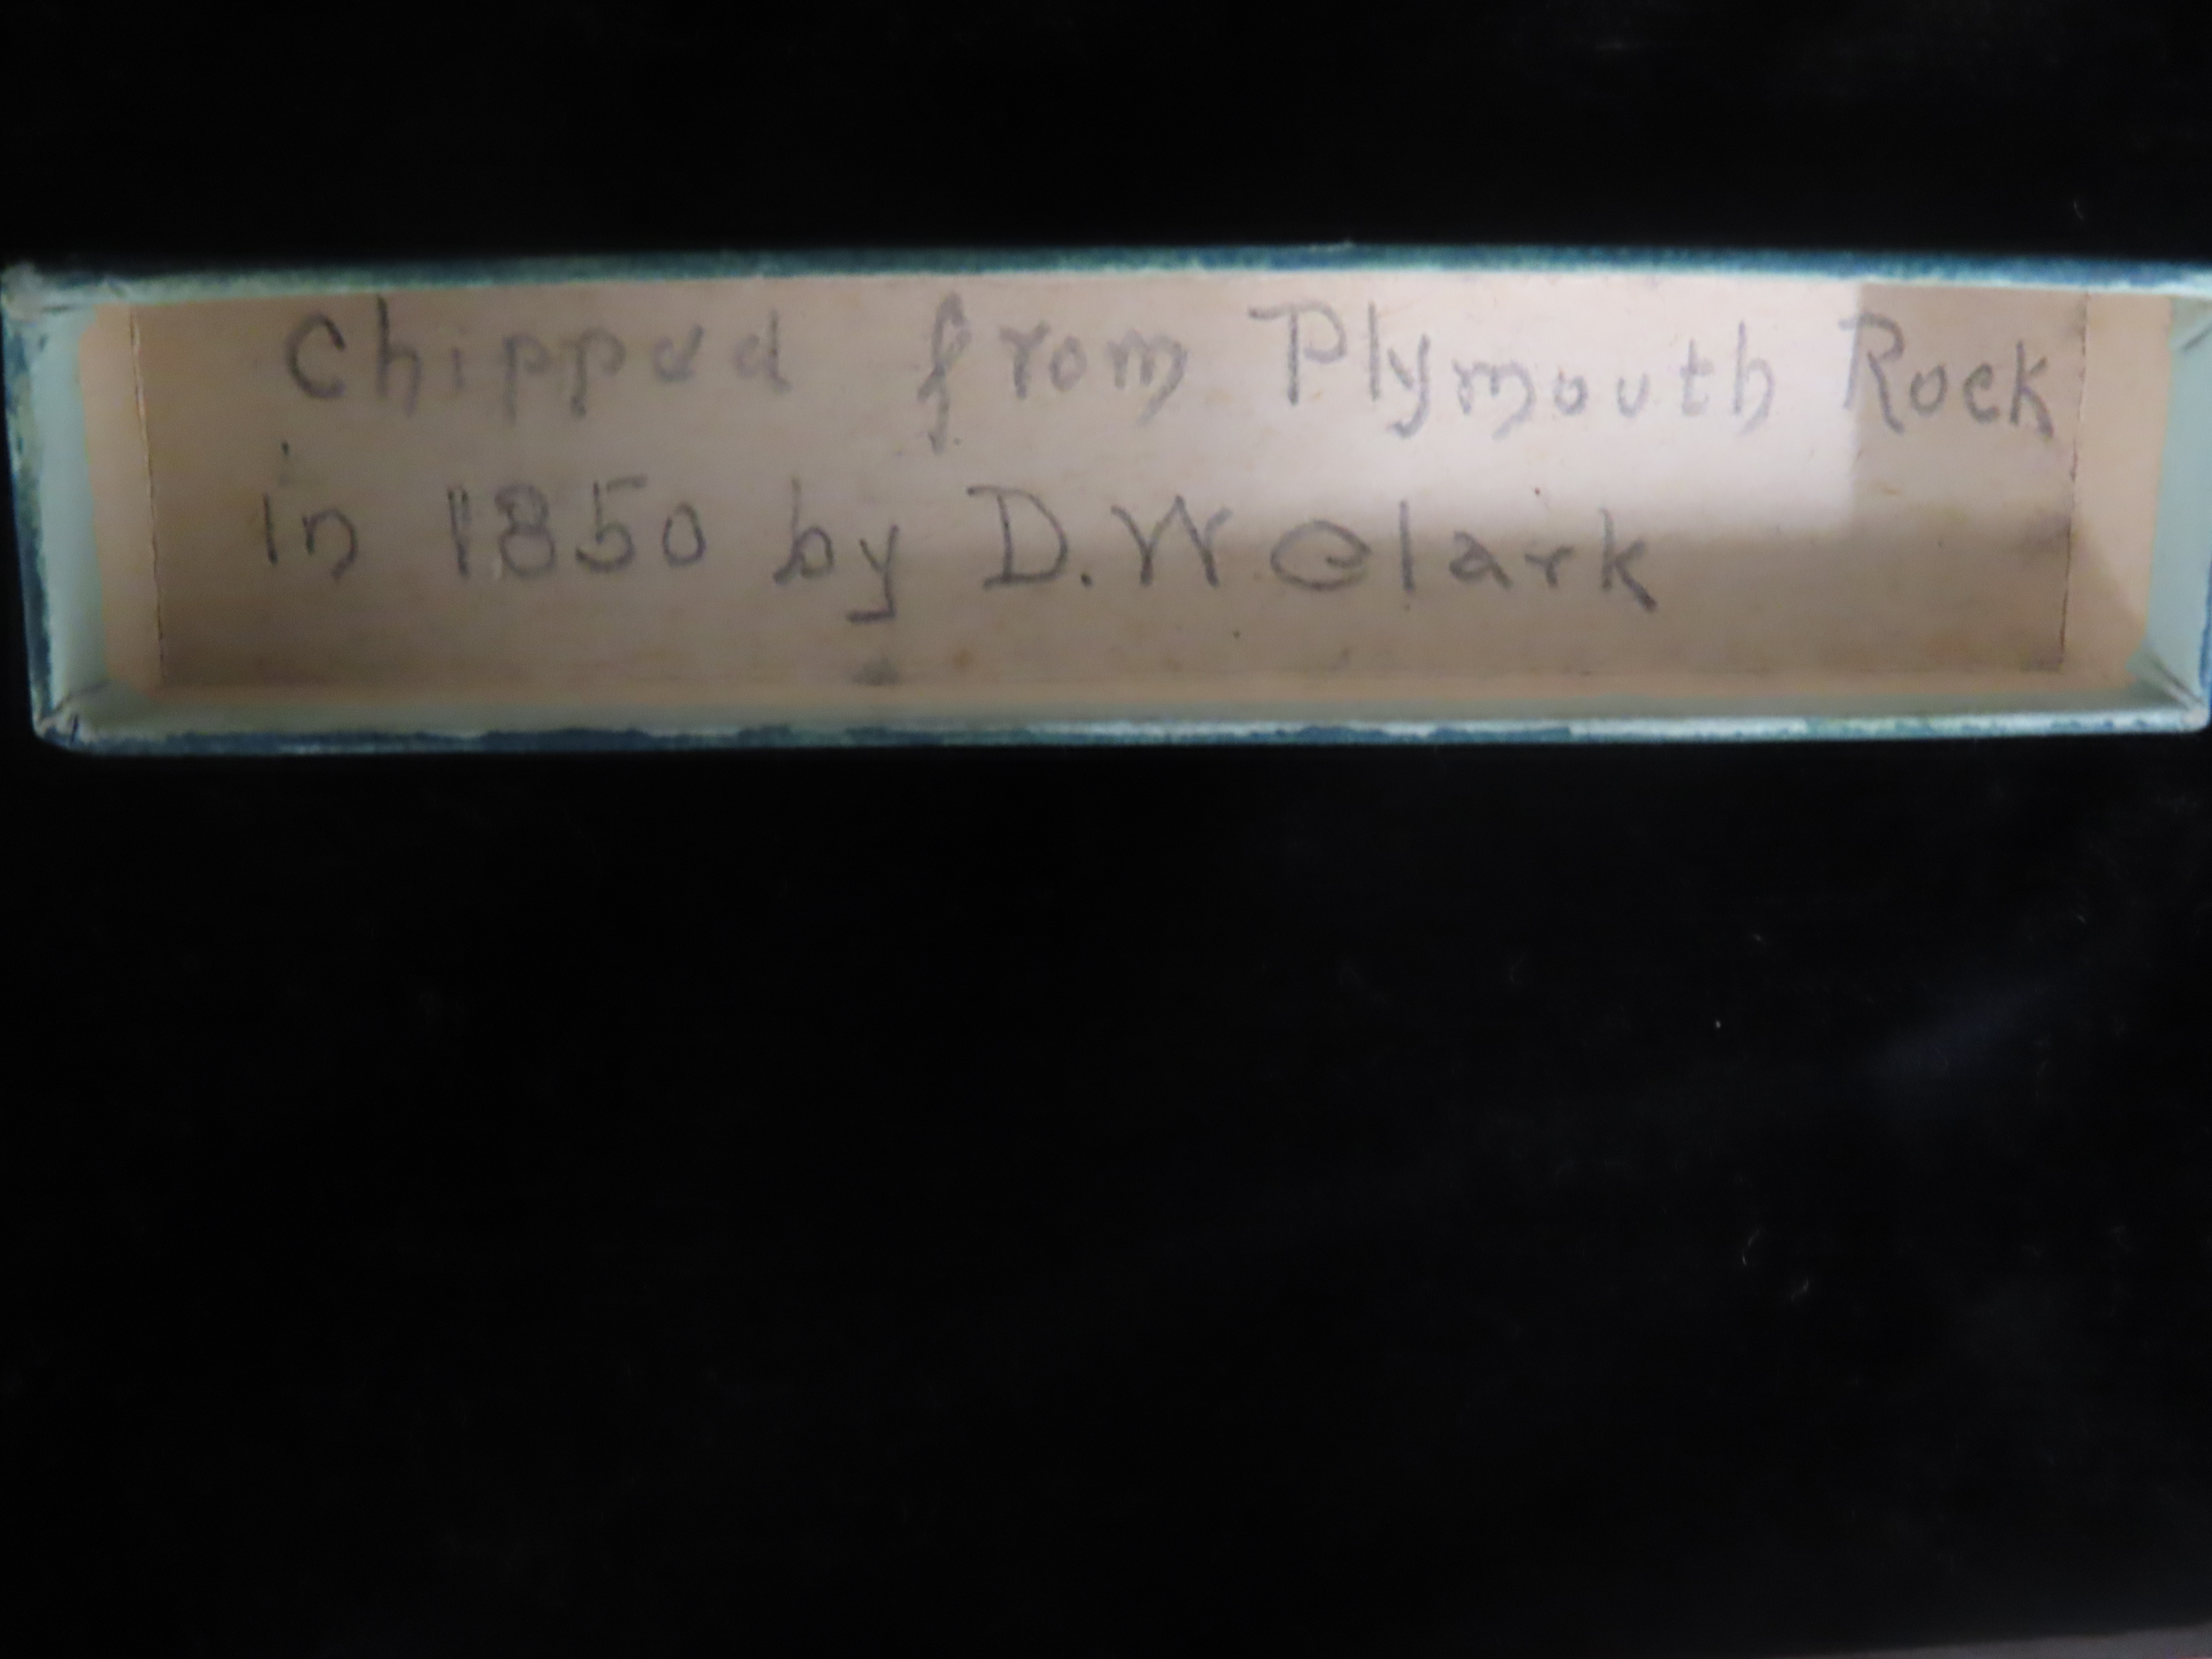 Chipped from Plymouth Rock
in 1850 by D.W Clark